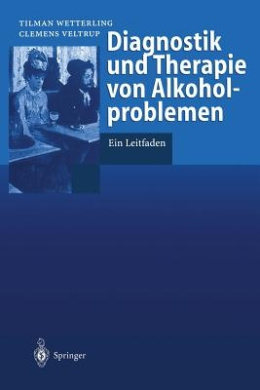 TILMAN WETTERLING
CLEMENS VELTRUP
Diagnostik
und Therapie
von Alkohol-
problemen
Ein Leitfaden
Springer